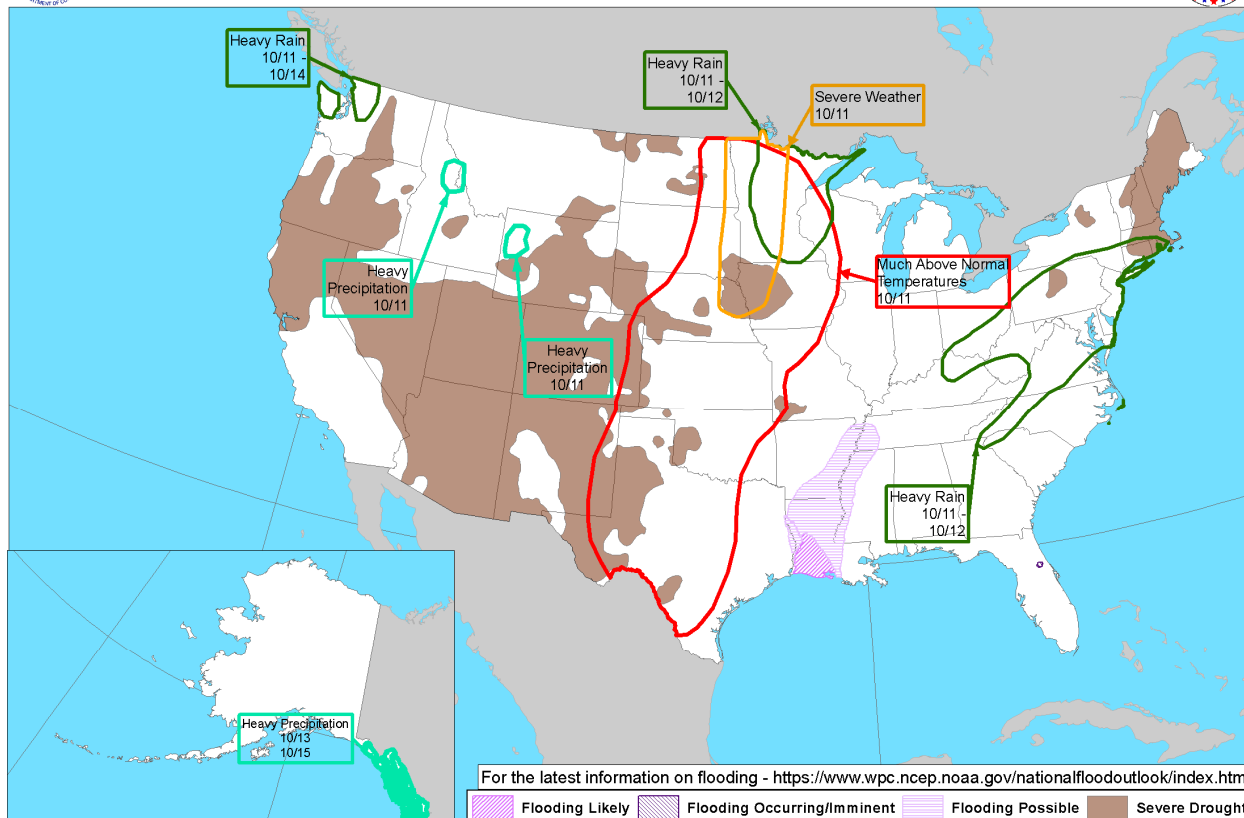 Heavy Rain
10/11 -
10/14
Heavy Rain
10/11 -
10/12
Severe Weather
10/11
Heavy
Precipitation
10/11
Heavy
Precipitation
10/11
Much Above Normal
Temperatures
10/11
Heavy Rain
10/11 -
10/12
Heavy Precipitation
10/13
10/15
For the latest information on flooding - https://www.wpc.ncep.noaa.gov/nationalfloodoutlook/index.htm
Flooding Likely
Flooding Occurring/Imminent
Flooding Possible
Severe Drought